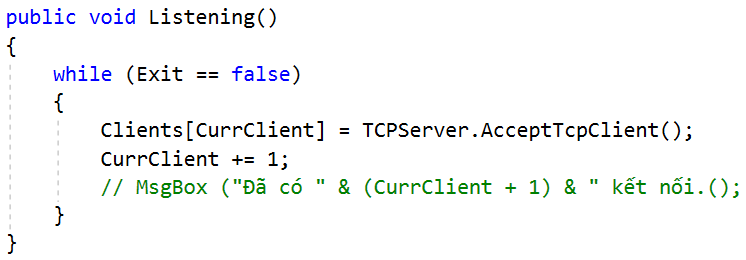 public void Listening()
{
while (Exit == false)
{
Clients[CurrClient] = TCPServer.AcceptTcpClient();
CurrClient += 1;
// MsgBox ("Đã có " & (CurrClient + 1) & " kết nối.();
}
}